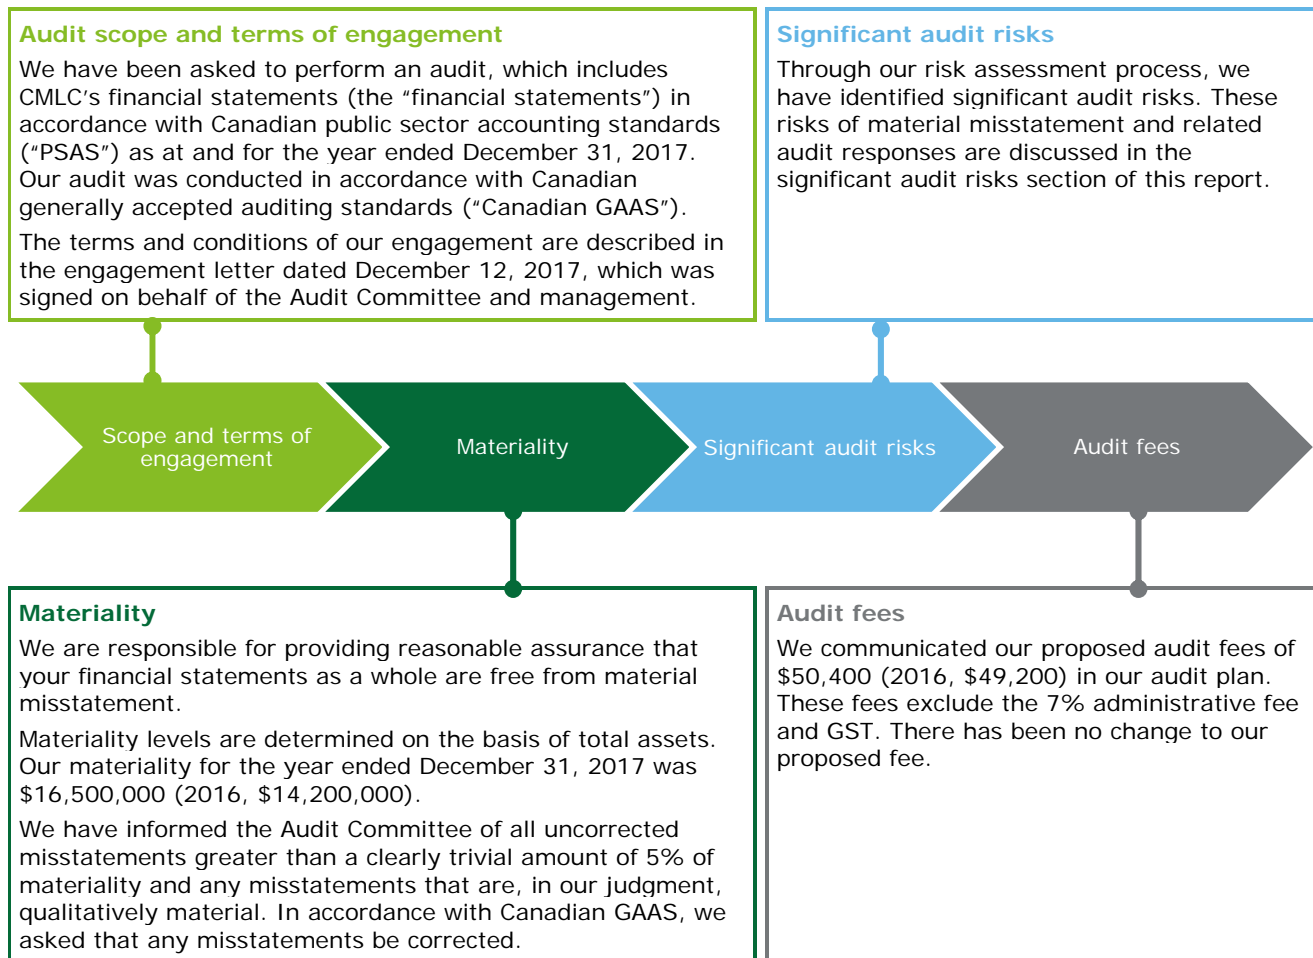 Audit scope and terms of engagement
We have been asked to perform an audit, which includes
CMLC's financial statements (the “financial statements”) in
accordance with Canadian public sector accounting standards
(“PSAS”) as at and for the year ended December 31, 2017.
Our audit was conducted in accordance with Canadian
generally accepted auditing standards (“Canadian GAAS”).
The terms and conditions of our engagement are described in
the engagement letter dated December 12, 2017, which was
signed on behalf of the Audit Committee and management.
Significant audit risks
Through our risk assessment process, we
have identified significant audit risks. These
risks of material misstatement and related
audit responses are discussed in the
significant audit risks section of this report.
Scope and terms of
engagement
Materiality
Significant audit risks
Audit fees
Materiality
We are responsible for providing reasonable assurance that
your financial statements as a whole are free from material
misstatement.
Materiality levels are determined on the basis of total assets.
Our materiality for the year ended December 31, 2017 was
$16,500,000 (2016, $14,200,000).
We have informed the Audit Committee of all uncorrected
misstatements greater than a clearly trivial amount of 5% of
materiality and any misstatements that are, in our judgment,
qualitatively material. In accordance with Canadian GAAS, we
asked that any misstatements be corrected.
Audit fees
We communicated our proposed audit fees of
$50,400 (2016, $49,200) in our audit plan.
These fees exclude the 7% administrative fee
and GST. There has been no change to our
proposed fee.